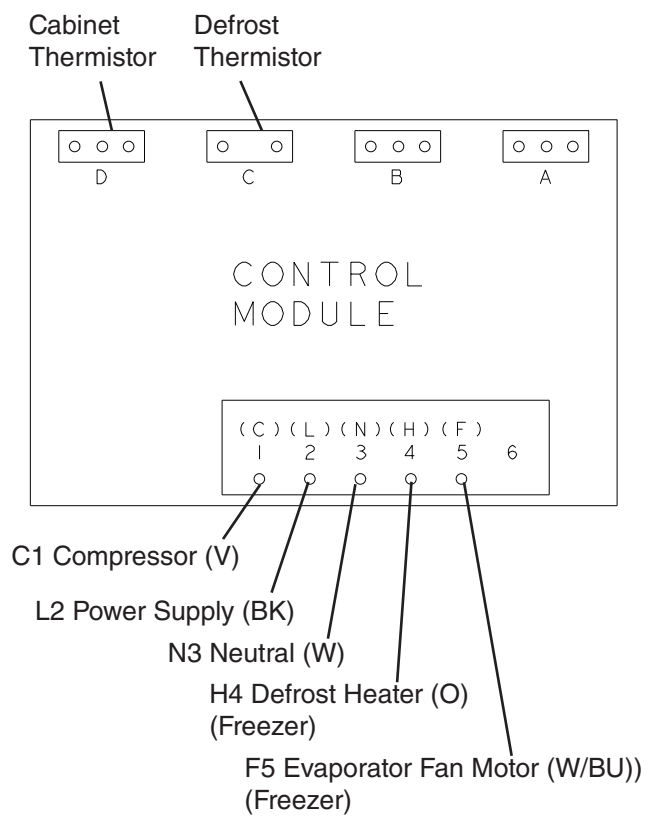 Cabinet
Thermistor
Defrost
Thermistor
D
C
B
A
CONTROL
MODULE
(C) (L) (N) (H) (F)
1 2 3 4 5 6
C1 Compressor (V)
L2 Power Supply (BK)
N3 Neutral (W)
H4 Defrost Heater (O)
(Freezer)
F5 Evaporator Fan Motor (W/BU))
(Freezer)